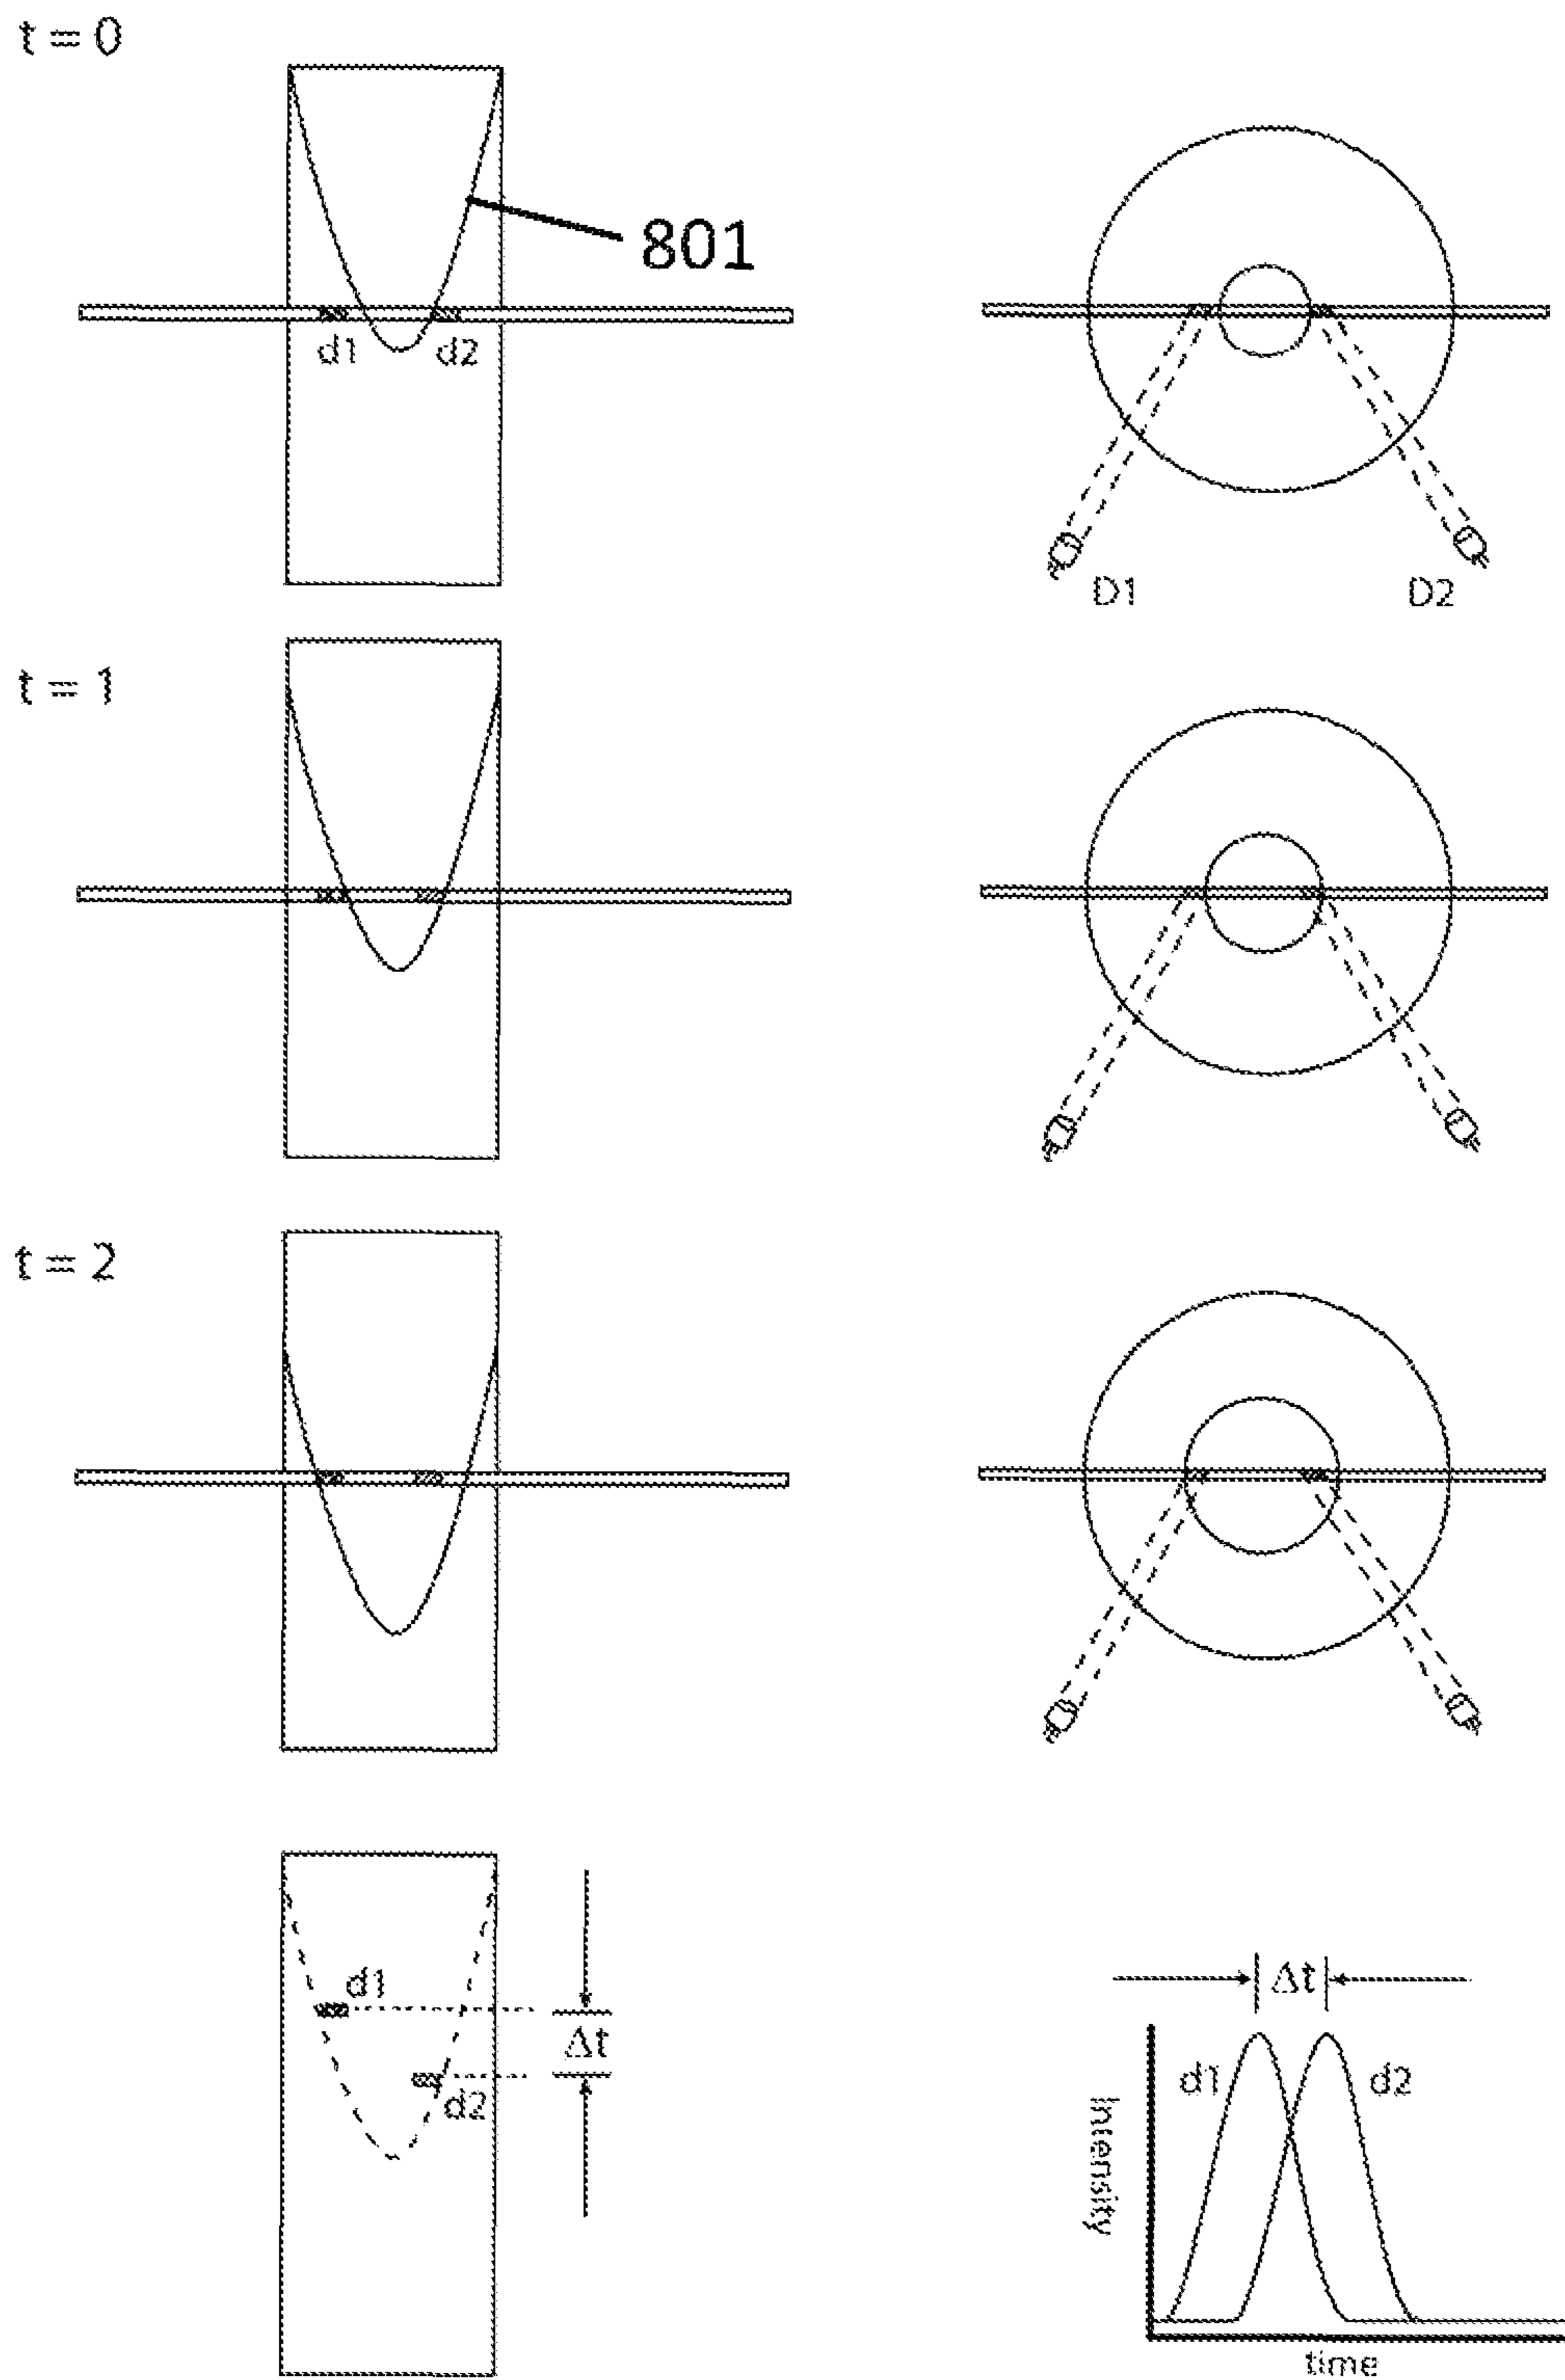 t = 0
801
d1 d2
D1 D2
t = 1
t = 2
d1
Δt
d2
Δt
d1 d2
Intensity
time